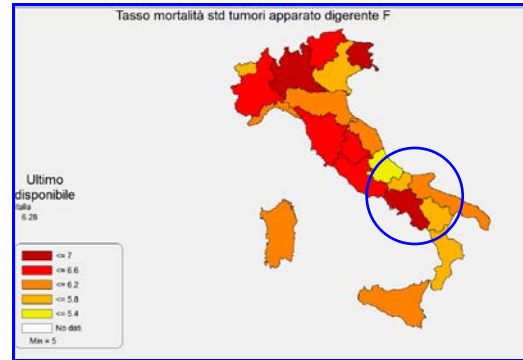 Tasso mortalità std tumori apparato digerente F
Ultimo
disponibile
Italia
6.28
<= 7
<= 6.6
<= 6.2
<= 5.8
<= 5.4
No dati
Min = 5